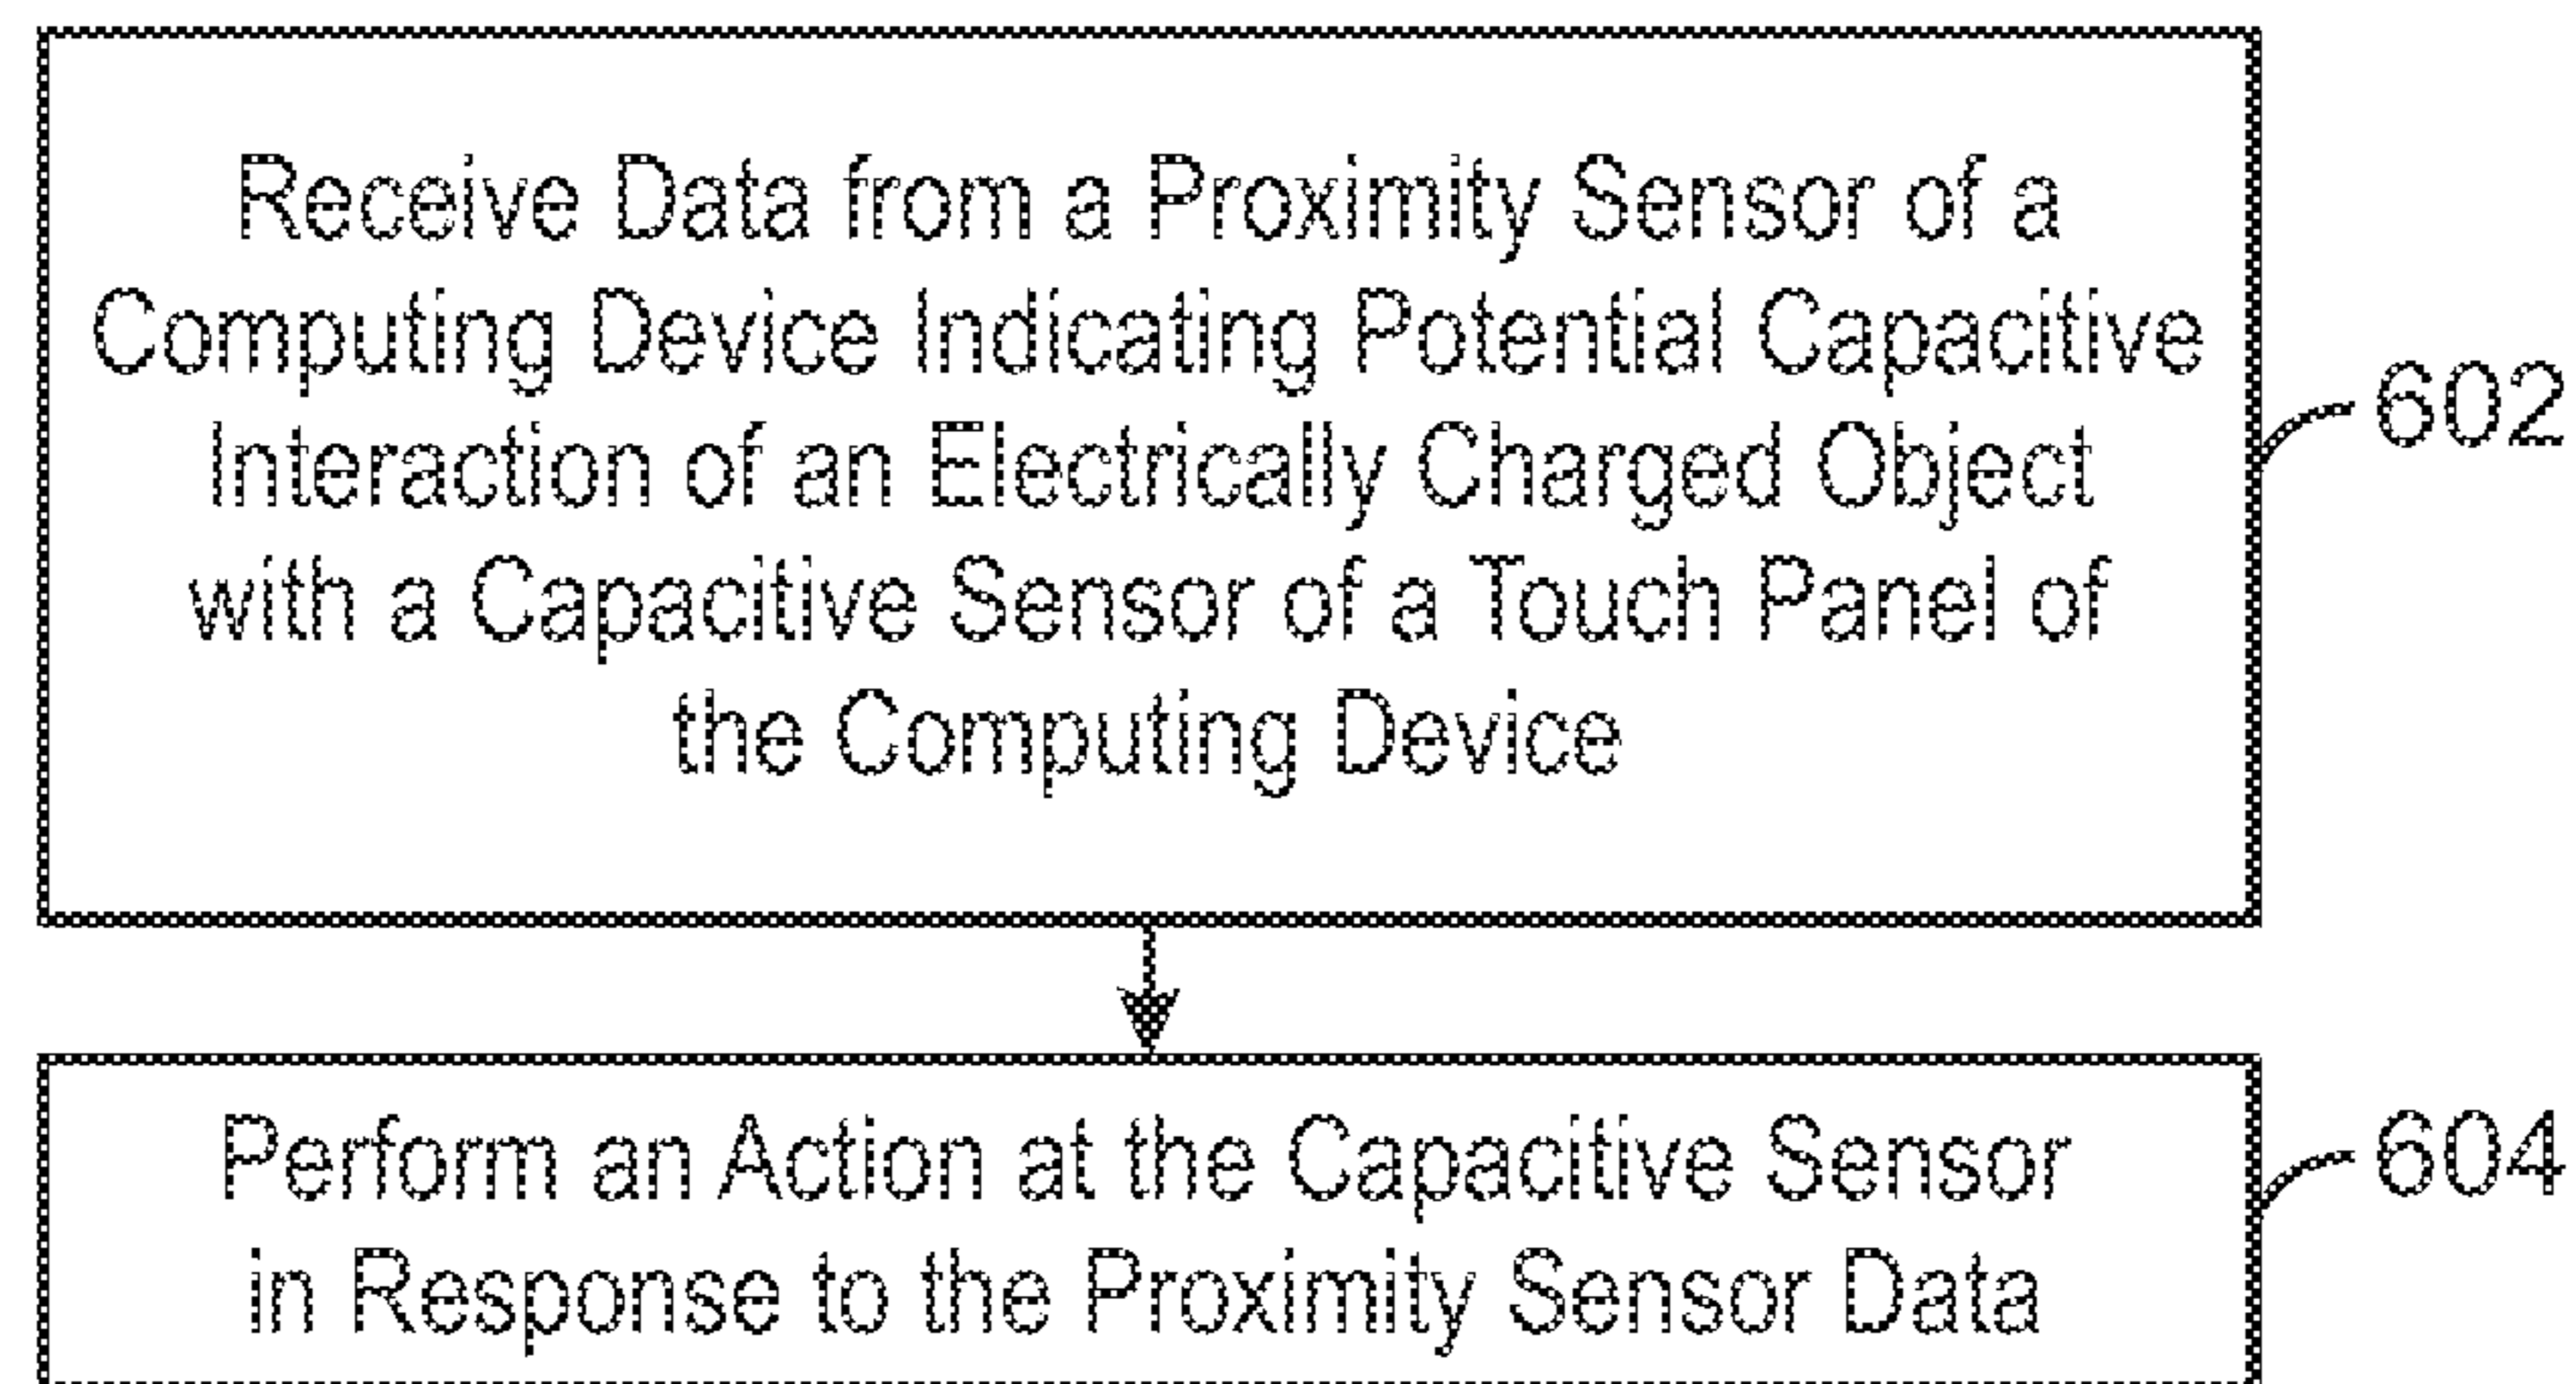 Receive Data from a Proximity Sensor of a
Computing Device Indicating Potential Capacitive
Interaction of an Electrically Charged Object
with a Capacitive Sensor of a Touch Panel of
the Computing Device
602
Perform an Action at the Capacitive Sensor
in Response to the Proximity Sensor Data
604